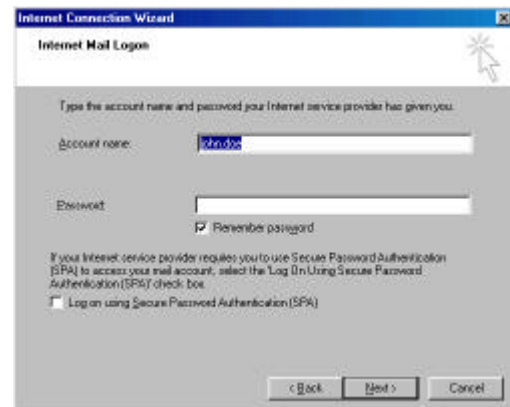 Internet Connection Wizard
Internet Mail Logon
Type the account name and password your Internet service provider has given you.
Account name:
john.doe
Password:
Remember password
If your Internet service provider requires you to use Secure Password Authentication
(SPA) to access your mail account, select the 'Log On Using Secure Password
Authentication (SPA)' check box.
Log on using Secure Password Authentication (SPA)
< Back
Next >
Cancel